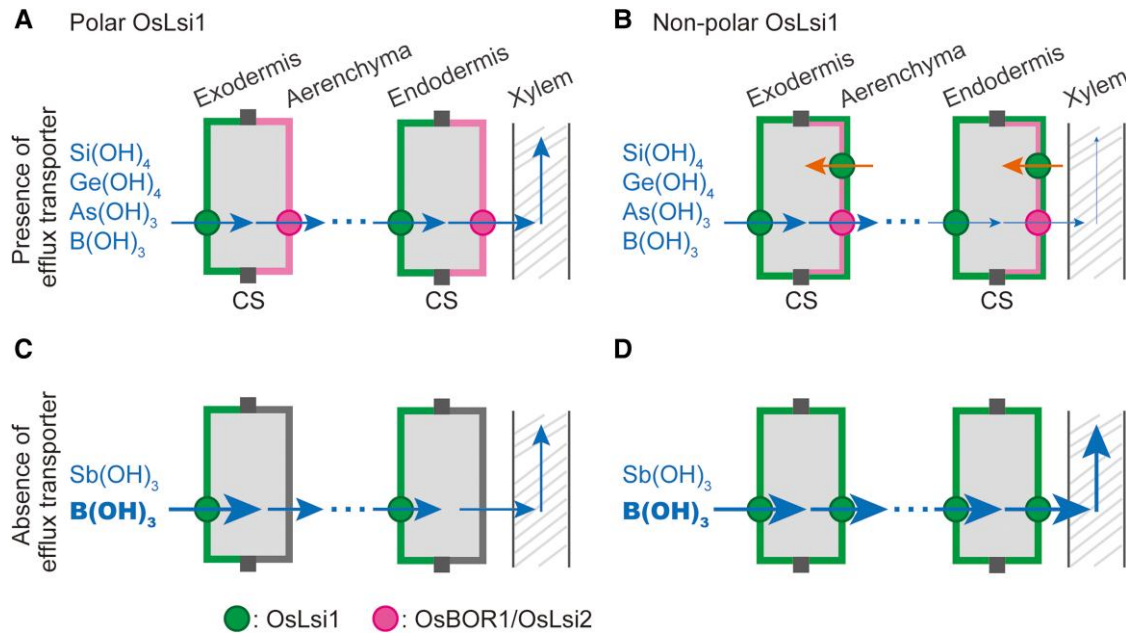 A Polar OsLsi1
Exodermis
Aerenchyma
Endodermis
Xylem
Presence of
efflux transporter
Si(OH)₄
Ge(OH)₄
As(OH)₃
B(OH)₃
CS
CS
B Non-polar OsLsi1
Exodermis
Aerenchyma
Endodermis
Xylem
Si(OH)₄
Ge(OH)₄
As(OH)₃
B(OH)₃
CS
CS
C
Absence of
efflux transporter
Sb(OH)₃
B(OH)₃
D
Sb(OH)₃
B(OH)₃
: OsLsi1
: OsBOR1/OsLsi2